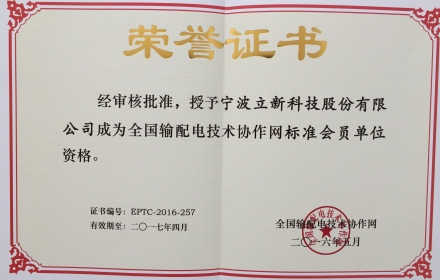 荣誉证书
经审核批准，授予宁波立新科技股份有限
公司成为全国输配电技术协作网标准会员单位
资格。
证书编号：EPTC-2016-257
有效期至：二〇一七年四月
全国输配电技术协作网
二〇一六年五月